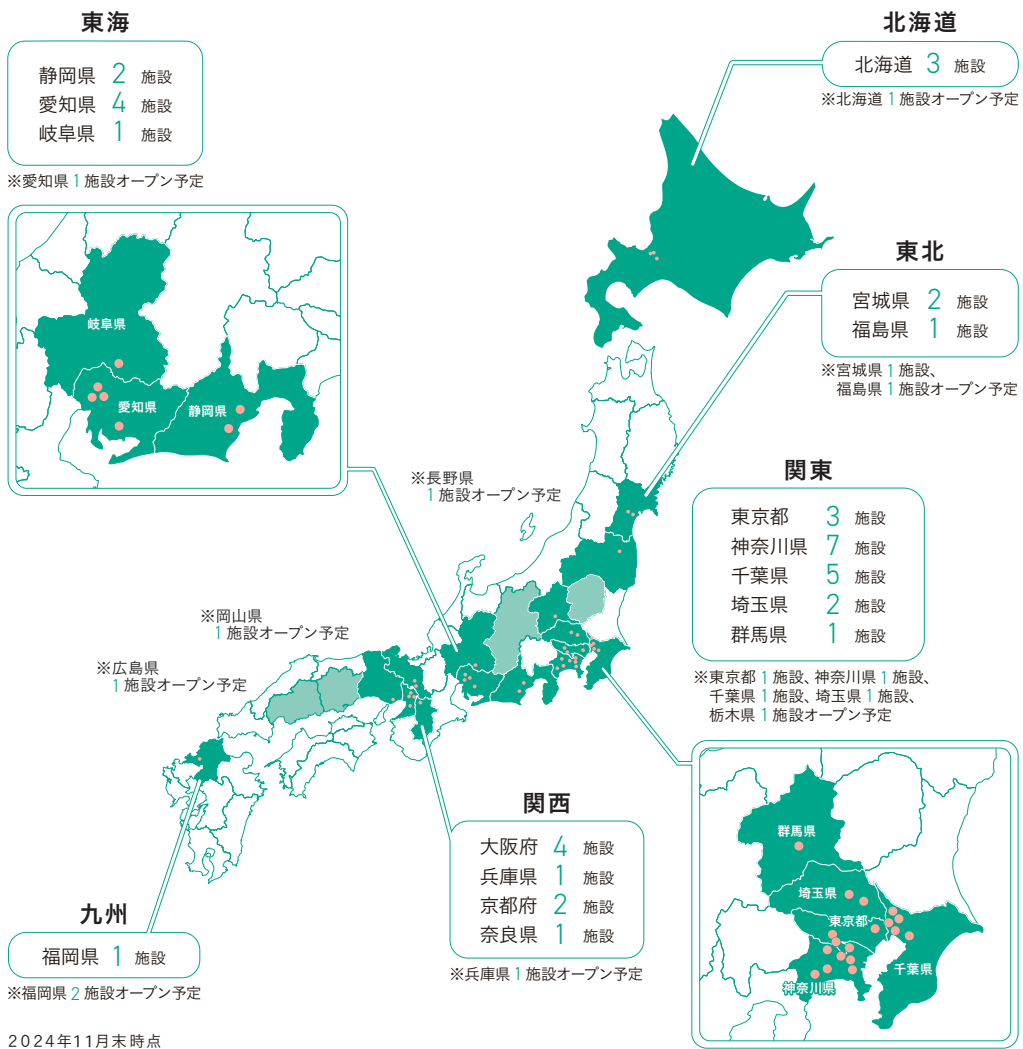 東海
静岡県 2 施設
愛知県 4 施設
岐阜県 1 施設
※愛知県 1 施設オープン予定
岐阜県
愛知県
静岡県
北海道
北海道 3 施設
※北海道 1 施設オープン予定
東北
宮城県 2 施設
福島県 1 施設
※宮城県 1 施設、
福島県 1 施設オープン予定
※長野県
1 施設オープン予定
関東
東京都 3 施設
神奈川県 7 施設
千葉県 5 施設
埼玉県 2 施設
群馬県 1 施設
※東京都 1 施設、神奈川県 1 施設、
千葉県 1 施設、埼玉県 1 施設、
栃木県 1 施設オープン予定
群馬県
埼玉県
東京都
千葉県
神奈川県
※岡山県
1 施設オープン予定
※広島県
1 施設オープン予定
関西
大阪府 4 施設
兵庫県 1 施設
京都府 2 施設
奈良県 1 施設
※兵庫県 1 施設オープン予定
九州
福岡県 1 施設
※福岡県 2 施設オープン予定
2024年11月末時点